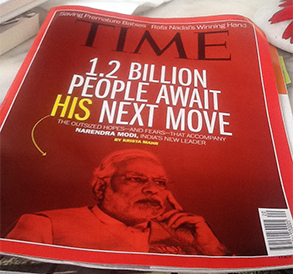 Saving Premature Babies Rafa Nadal's Winning Hand
TIME
1.2 BILLION
PEOPLE AWAIT
HIS NEXT MOVE
THE OUTSIZED HOPES—AND FEARS—THAT ACCOMPANY
NARENDRA MODI, INDIA'S NEW LEADER
BY KRISTA MAHR